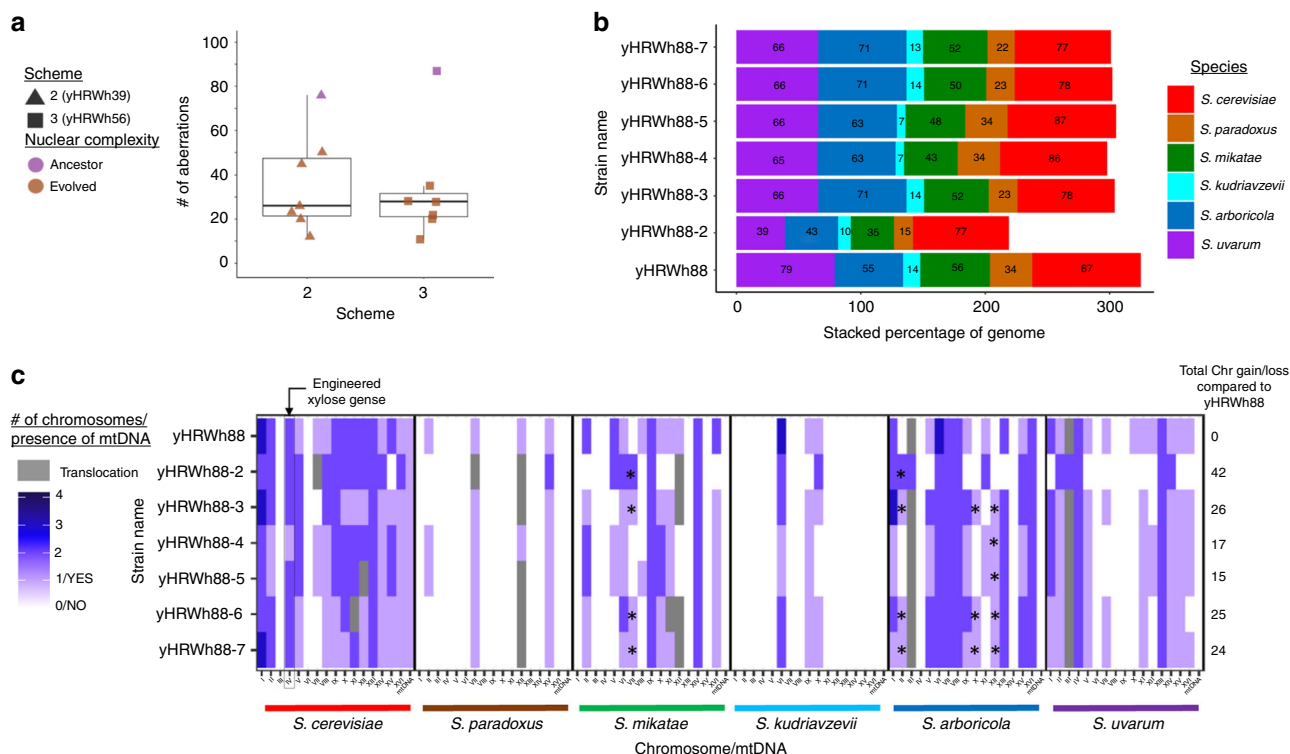 a
Scheme
2 (yHRWh39)
3 (yHRWh56)
Nuclear complexity
Ancestor
Evolved
# of aberrations
100
80
60
40
20
0
2
3
Scheme
b
Strain name
yHRWh88-7
66 71 13 52 22 77
yHRWh88-6
66 71 14 50 23 78
yHRWh88-5
66 63 7 48 34 87
yHRWh88-4
65 63 7 43 34 86
yHRWh88-3
66 71 14 52 23 78
yHRWh88-2
39 43 10 35 15 77
yHRWh88
79 55 14 56 34 87
0 100 200 300
Stacked percentage of genome
Species
S. cerevisiae
S. paradoxus
S. mikatae
S. kudriavzevii
S. arboricola
S. uvarum
c
# of chromosomes/
presence of mtDNA
Translocation
4
3
2
1/YES
0/NO
Engineered
xylose gense
Total Chr gain/loss
compared to
yHRWh88
Strain name
yHRWh88 0
yHRWh88-2 * * 42
yHRWh88-3 * * * * 26
yHRWh88-4 * 17
yHRWh88-5 * 15
yHRWh88-6 * * * * 25
yHRWh88-7 * * * * 24
S. cerevisiae
S. paradoxus
S. mikatae
S. kudriavzevii
S. arboricola
S. uvarum
Chromosome/mtDNA